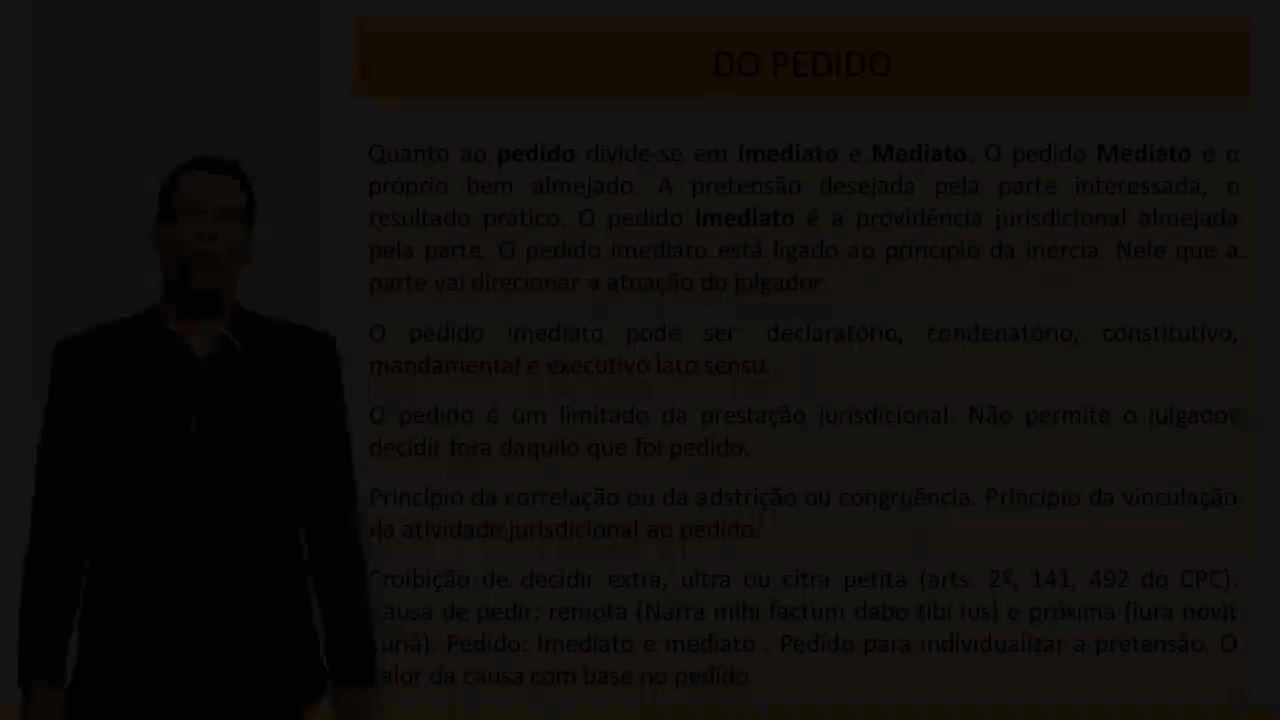 DO PEDIDO
Quanto ao pedido divide-se em Imediato e Mediato. O pedido Mediato é o
próprio bem almejado. A pretensão desejada pela parte interessada, o
resultado prático. O pedido Imediato é a providência jurisdicional almejada
pela parte. O pedido imediato está ligado ao princípio da inércia. Nele que a
parte vai direcionar a atuação do julgador.
O pedido imediato pode ser declaratório, condenatório, constitutivo,
mandamental e executivo lato sensu.
O pedido é um limitado da prestação jurisdicional. Não permite o julgador
decidir fora daquilo que foi pedido.
Princípio da correlação ou da adstrição ou congruência. Princípio da vinculação
da atividade jurisdicional ao pedido.
Proibição de decidir extra, ultra ou citra petita (arts. 2º, 141, 492 do CPC).
ausa de pedir: remota (Narra mihi factum dabo tibi ius) e próxima (jura novit
uria). Pedido: Imediato e mediato . Pedido para individualizar a pretensão. O
alor da causa com base no pedido